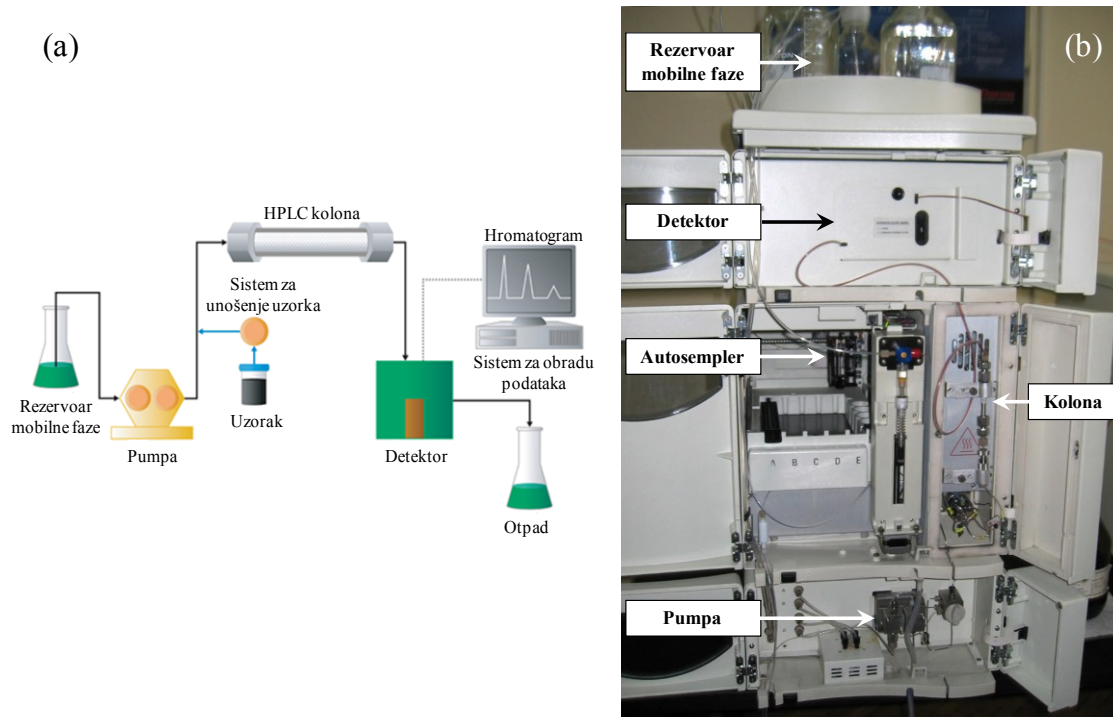 (a)
HPLC kolona
Sistem za
unošenje uzorka
Hromatogram
Rezervoar
mobilne faze
Pumpa
Uzorak
Detektor
Sistem za obradu
podataka
Otpad
(b)
Rezervoar
mobilne faze
Detektor
Autosempler
A B C D E
Kolona
Pumpa